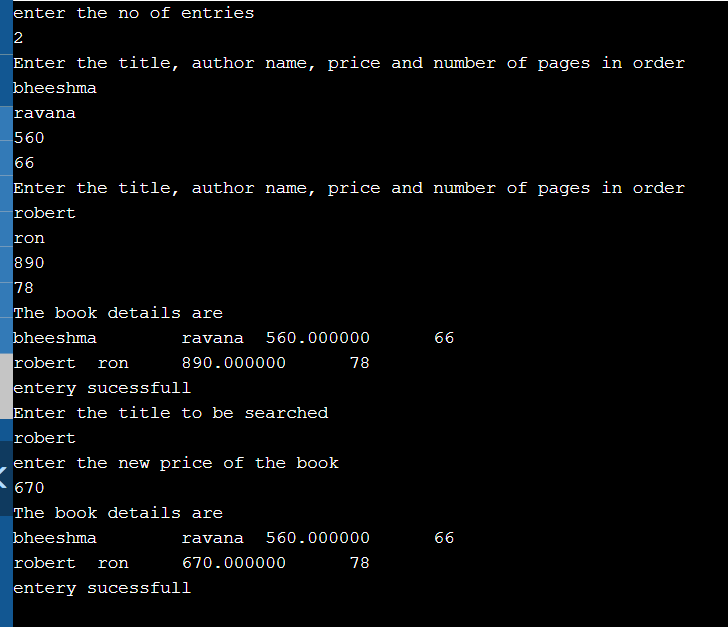 enter the no of entries
2
Enter the title, author name, price and number of pages in order
bheeshma
ravana
560
66
Enter the title, author name, price and number of pages in order
robert
ron
890
78
The book details are
bheeshma        ravana  560.000000      66
robert  ron     890.000000      78
entery sucessfull
Enter the title to be searched
robert
enter the new price of the book
670
The book details are
bheeshma        ravana  560.000000      66
robert  ron     670.000000      78
entery sucessfull